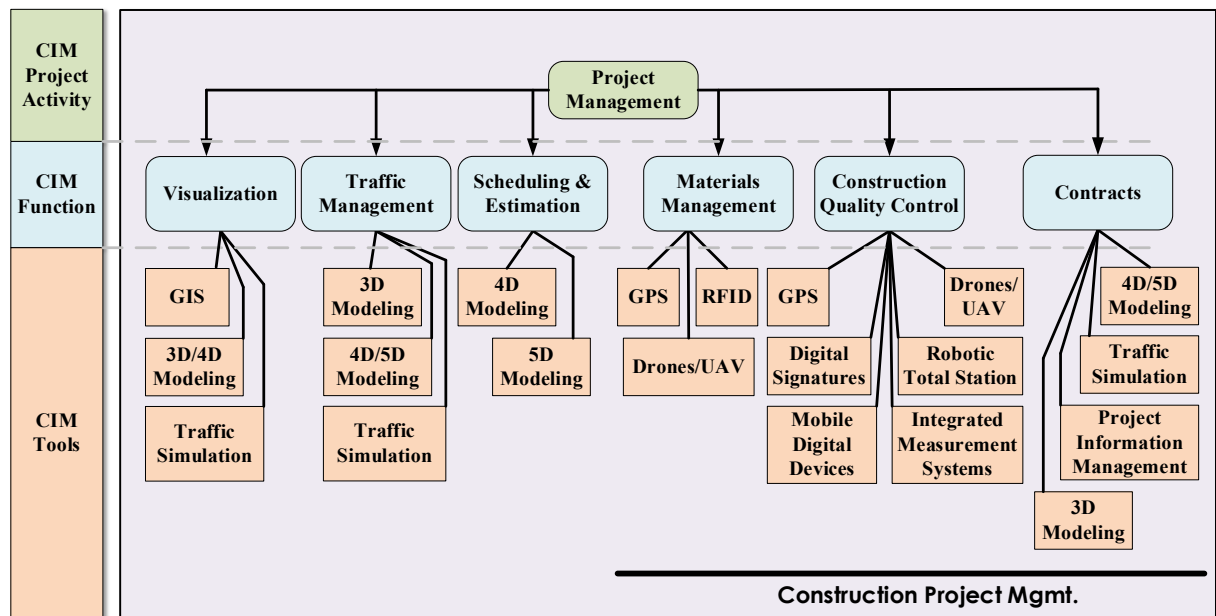 CIM
Project
Activity
Project
Management
CIM
Function
Visualization
Traffic
Management
Scheduling &
Estimation
Materials
Management
Construction
Quality Control
Contracts
CIM
Tools
GIS
3D/4D
Modeling
Traffic
Simulation
3D
Modeling
4D/5D
Modeling
Traffic
Simulation
4D
Modeling
5D
Modeling
GPS
RFID
Drones/UAV
GPS
Drones/
UAV
Digital
Signatures
Robotic
Total Station
Mobile
Digital
Devices
Integrated
Measurement
Systems
4D/5D
Modeling
Traffic
Simulation
Project
Information
Management
3D
Modeling
Construction Project Mgmt.